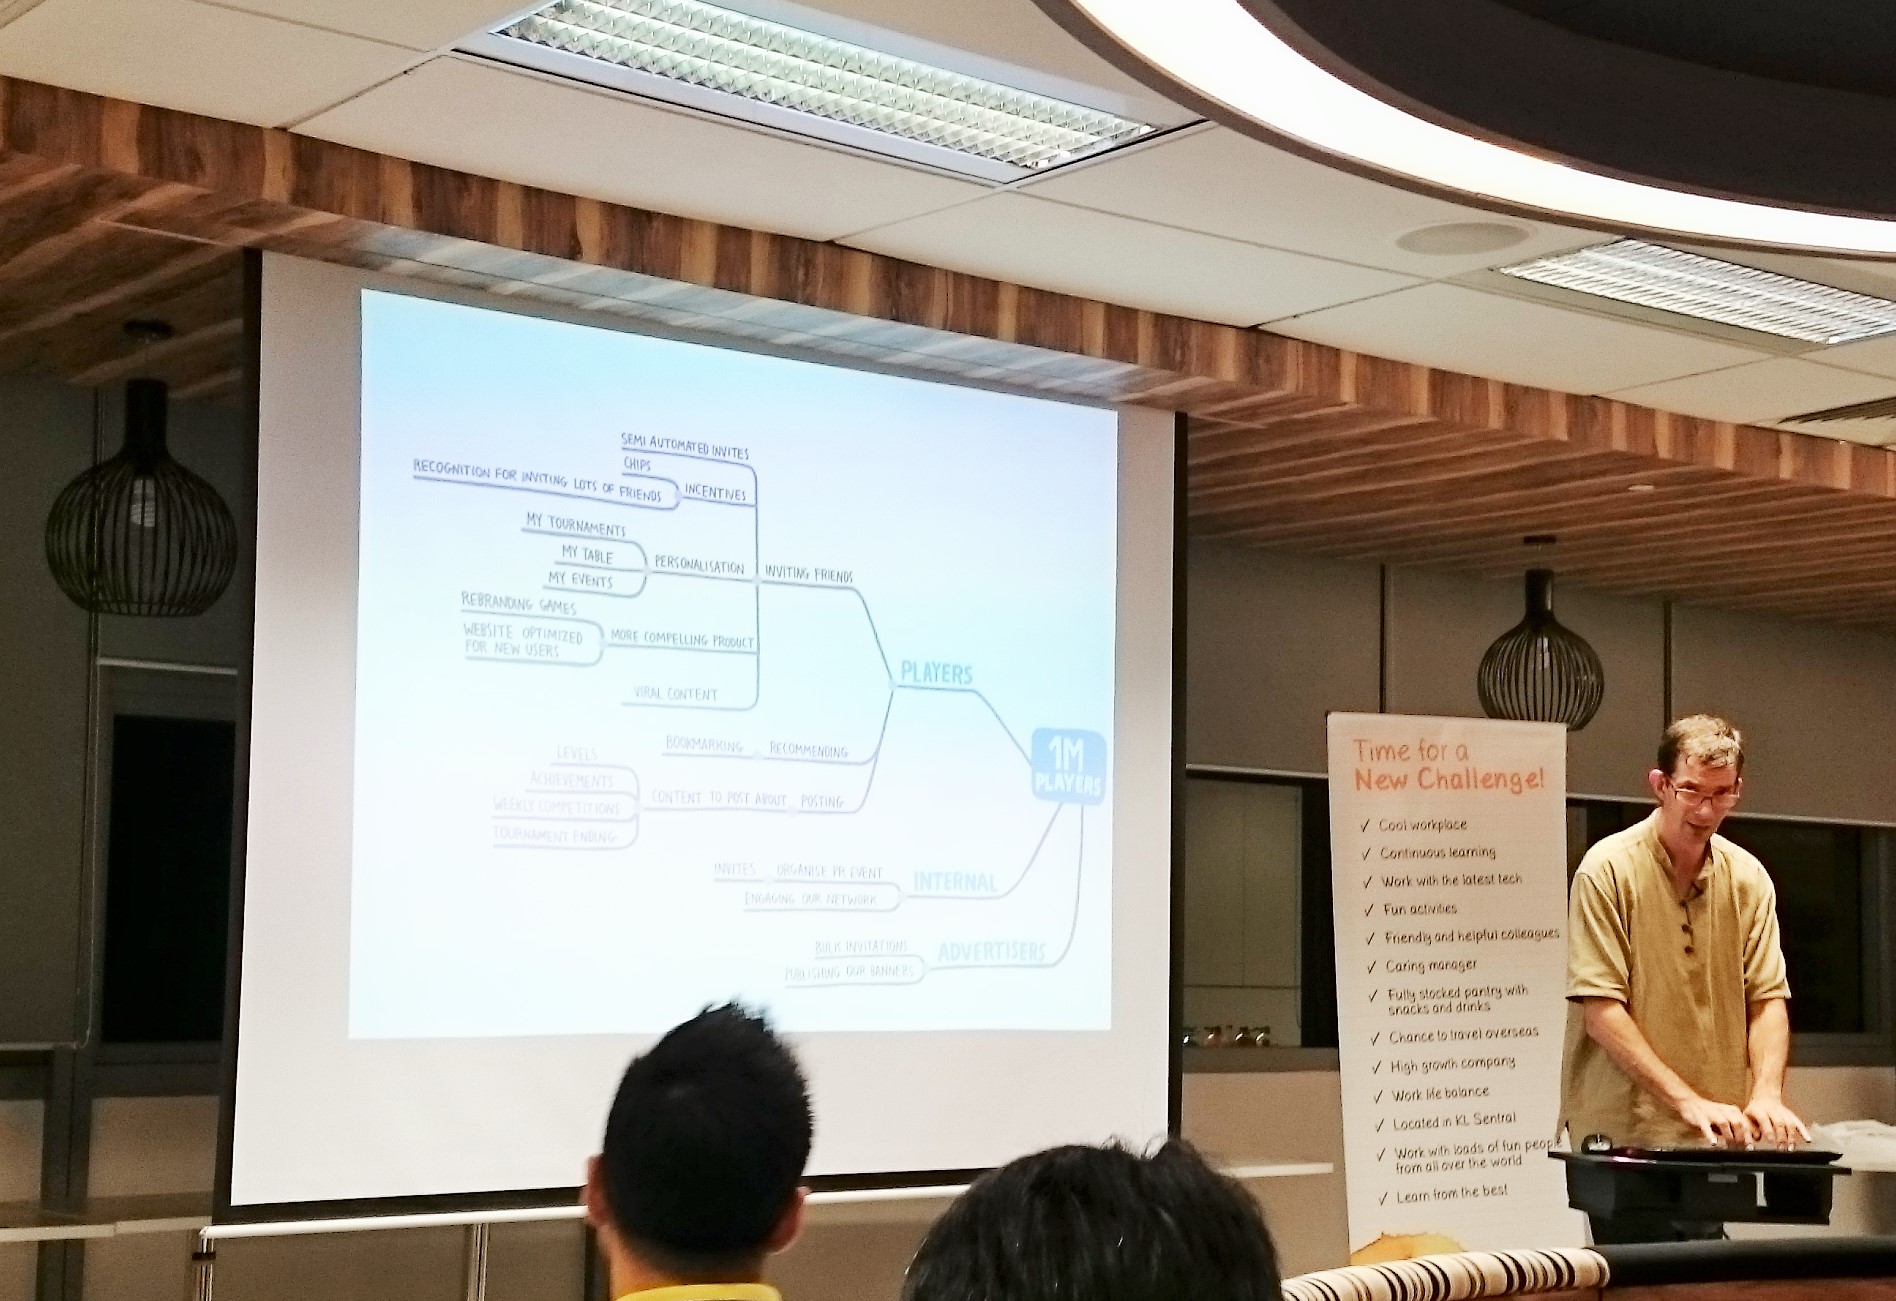 SEMI AUTOMATED INVITES
CHIPS
RECOGNITION FOR INVITING LOTS OF FRIENDS
INCENTIVES
MY TOURNAMENTS
MY TABLE
MY EVENTS
PERSONALISATION
INVITING FRIENDS
REBRANDING GAMES
WEBSITE OPTIMIZED
FOR NEW USERS
MORE COMPELLING PRODUCT
VIRAL CONTENT
PLAYERS
BOOKMARKING
RECOMMENDING
LEVELS
ACHIEVEMENTS
WEEKLY COMPETITIONS
TOURNAMENT ENDING
CONTENT TO POST ABOUT
POSTING
1M
PLAYERS
INVITES
ORGANISE PR EVENT
ENGAGING OUR NETWORK
INTERNAL
BULK INVITATIONS
PUBLISHING OUR BANNERS
ADVERTISERS
Time for a
New Challenge!
✓ Cool workplace
✓ Continuous learning
✓ Work with the latest tech
✓ Fun activities
✓ Friendly and helpful colleagues
✓ Caring manager
✓ Fully stocked pantry with
snacks and drinks
✓ Chance to travel overseas
✓ High growth company
✓ Work life balance
✓ Located in KL Sentral
✓ Work with loads of fun people
from all over the world
✓ Learn from the best